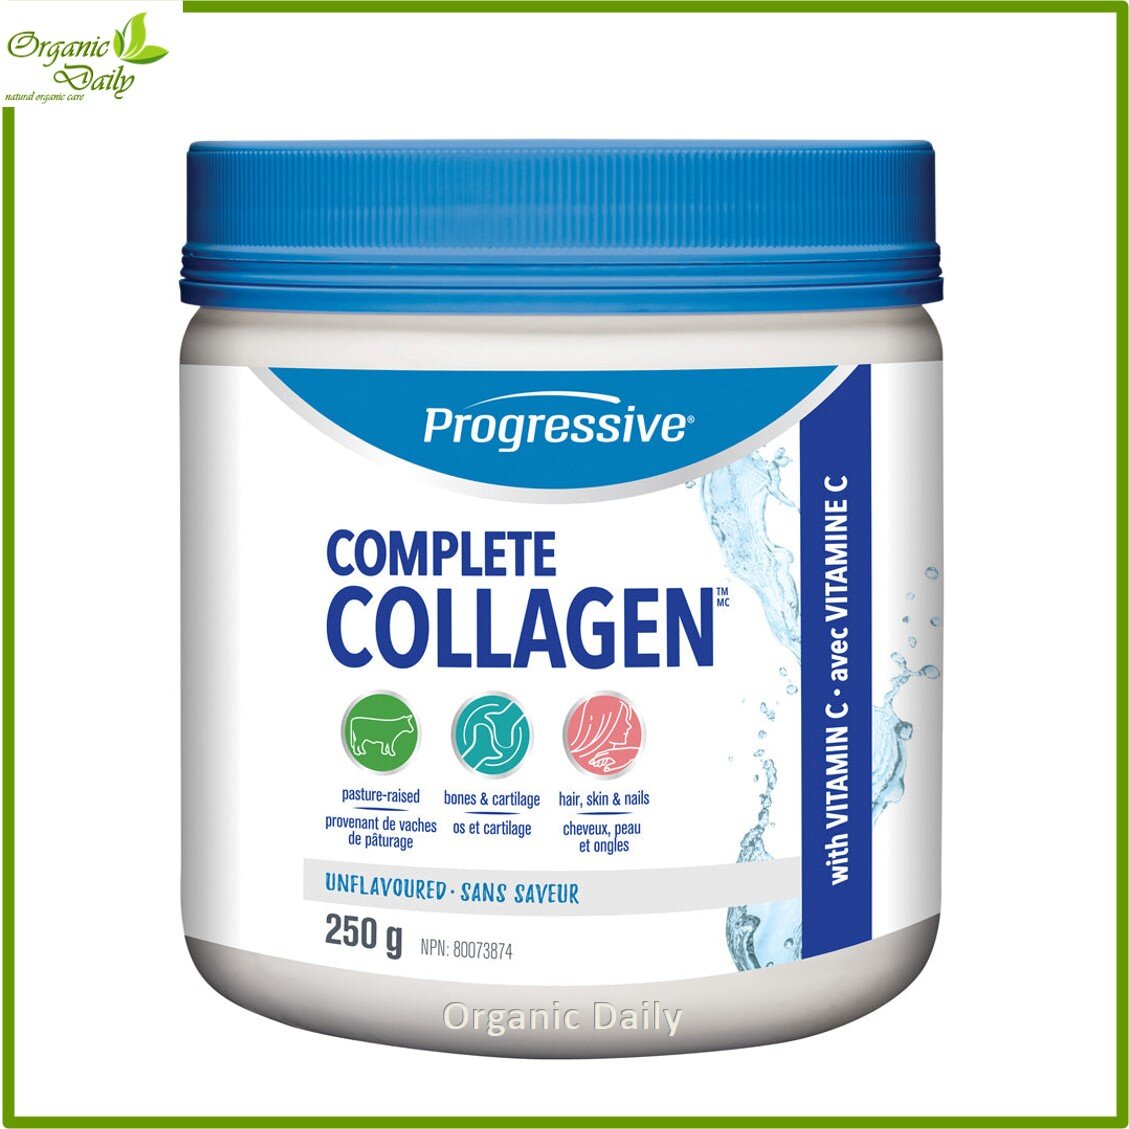 Organic
Daily
natural organic care
Progressive®
COMPLETE
COLLAGEN™
MC
pasture-raised
provenant de vaches
de pâturage
bones & cartilage
os et cartilage
hair, skin & nails
cheveux, peau
et ongles
with VITAMIN C • avec VITAMINE C
UNFLAVOURED • SANS SAVEUR
250 g NPN: 80073874
Organic Daily